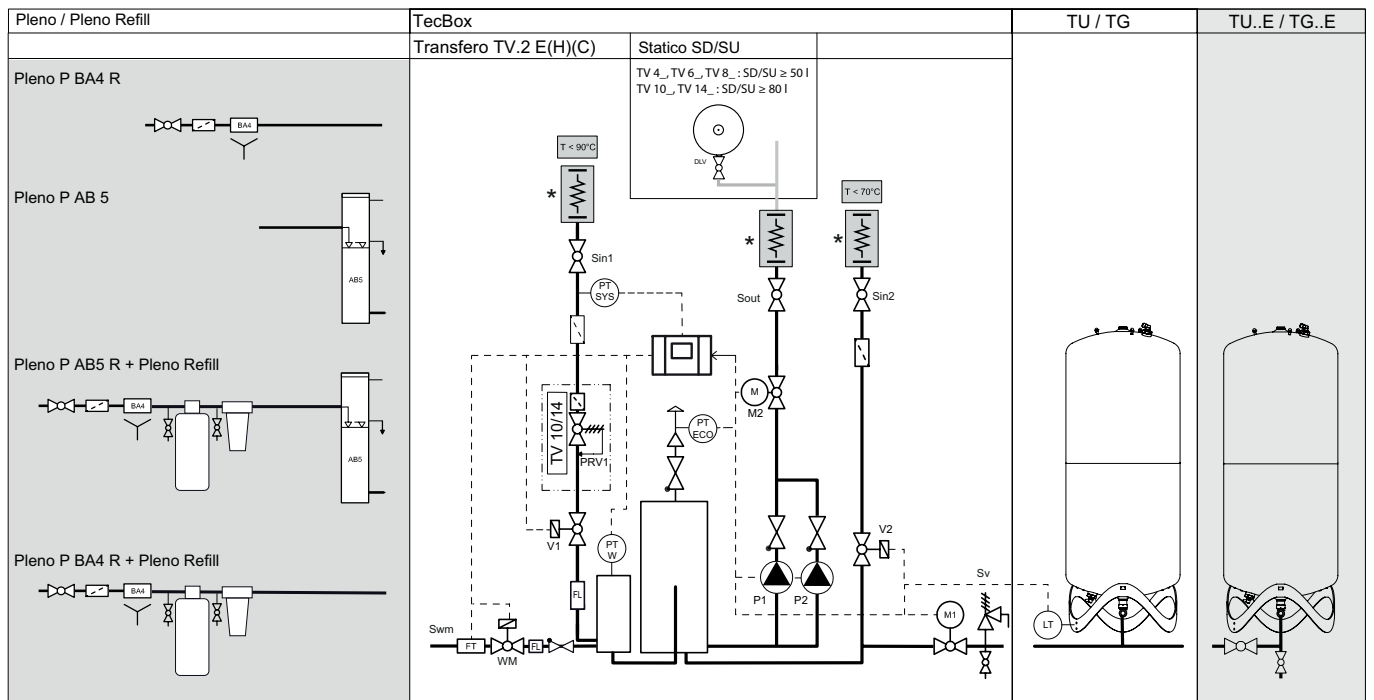 Pleno / Pleno Refill
TecBox
TU / TG
TU..E / TG..E
Transfero TV.2 E(H)(C)
Statico SD/SU
Pleno P BA4 R
BA4
Pleno P AB 5
AB5
Pleno P AB5 R + Pleno Refill
BA4
AB5
Pleno P BA4 R + Pleno Refill
BA4
TV 4_, TV 6_, TV 8_ : SD/SU ≥ 50 l
TV 10_, TV 14_ : SD/SU ≥ 80 l
DLV
T < 90°C
T < 70°C
*
*
*
Sin1
PT
SYS
Sout
Sin2
M
M2
PT
ECO
TV 10/14
PRV1
V1
PT
W
V2
FL
P1
P2
Sv
Swm
FT
WM
FL
M1
LT